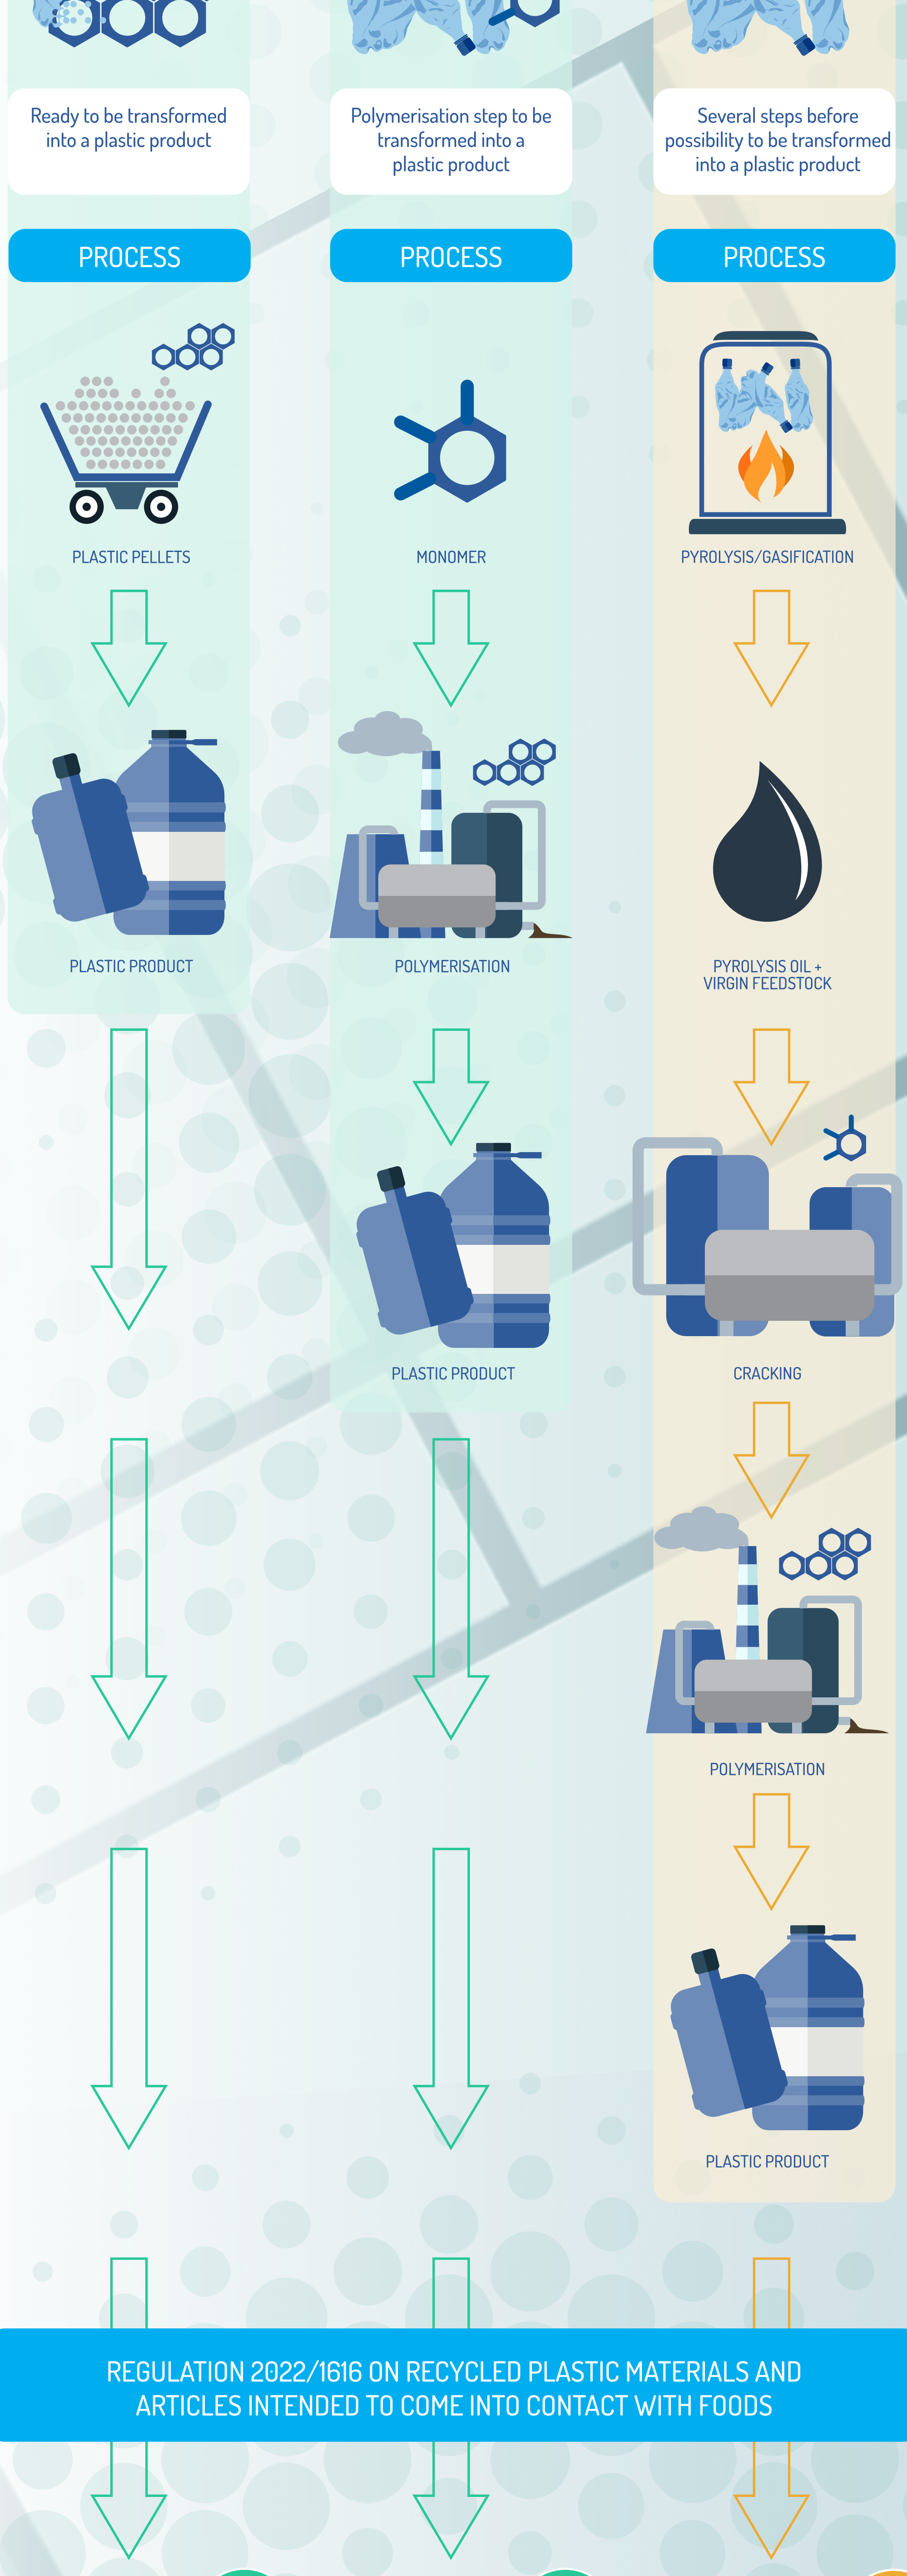 Ready to be transformed
into a plastic product
Polymerisation step to be
transformed into a
plastic product
Several steps before
possibility to be transformed
into a plastic product
PROCESS
PROCESS
PROCESS
PLASTIC PELLETS
MONOMER
PYROLYSIS/GASIFICATION
PLASTIC PRODUCT
POLYMERISATION
PYROLYSIS OIL +
VIRGIN FEEDSTOCK
PLASTIC PRODUCT
CRACKING
POLYMERISATION
PLASTIC PRODUCT
REGULATION 2022/1616 ON RECYCLED PLASTIC MATERIALS AND
ARTICLES INTENDED TO COME INTO CONTACT WITH FOODS